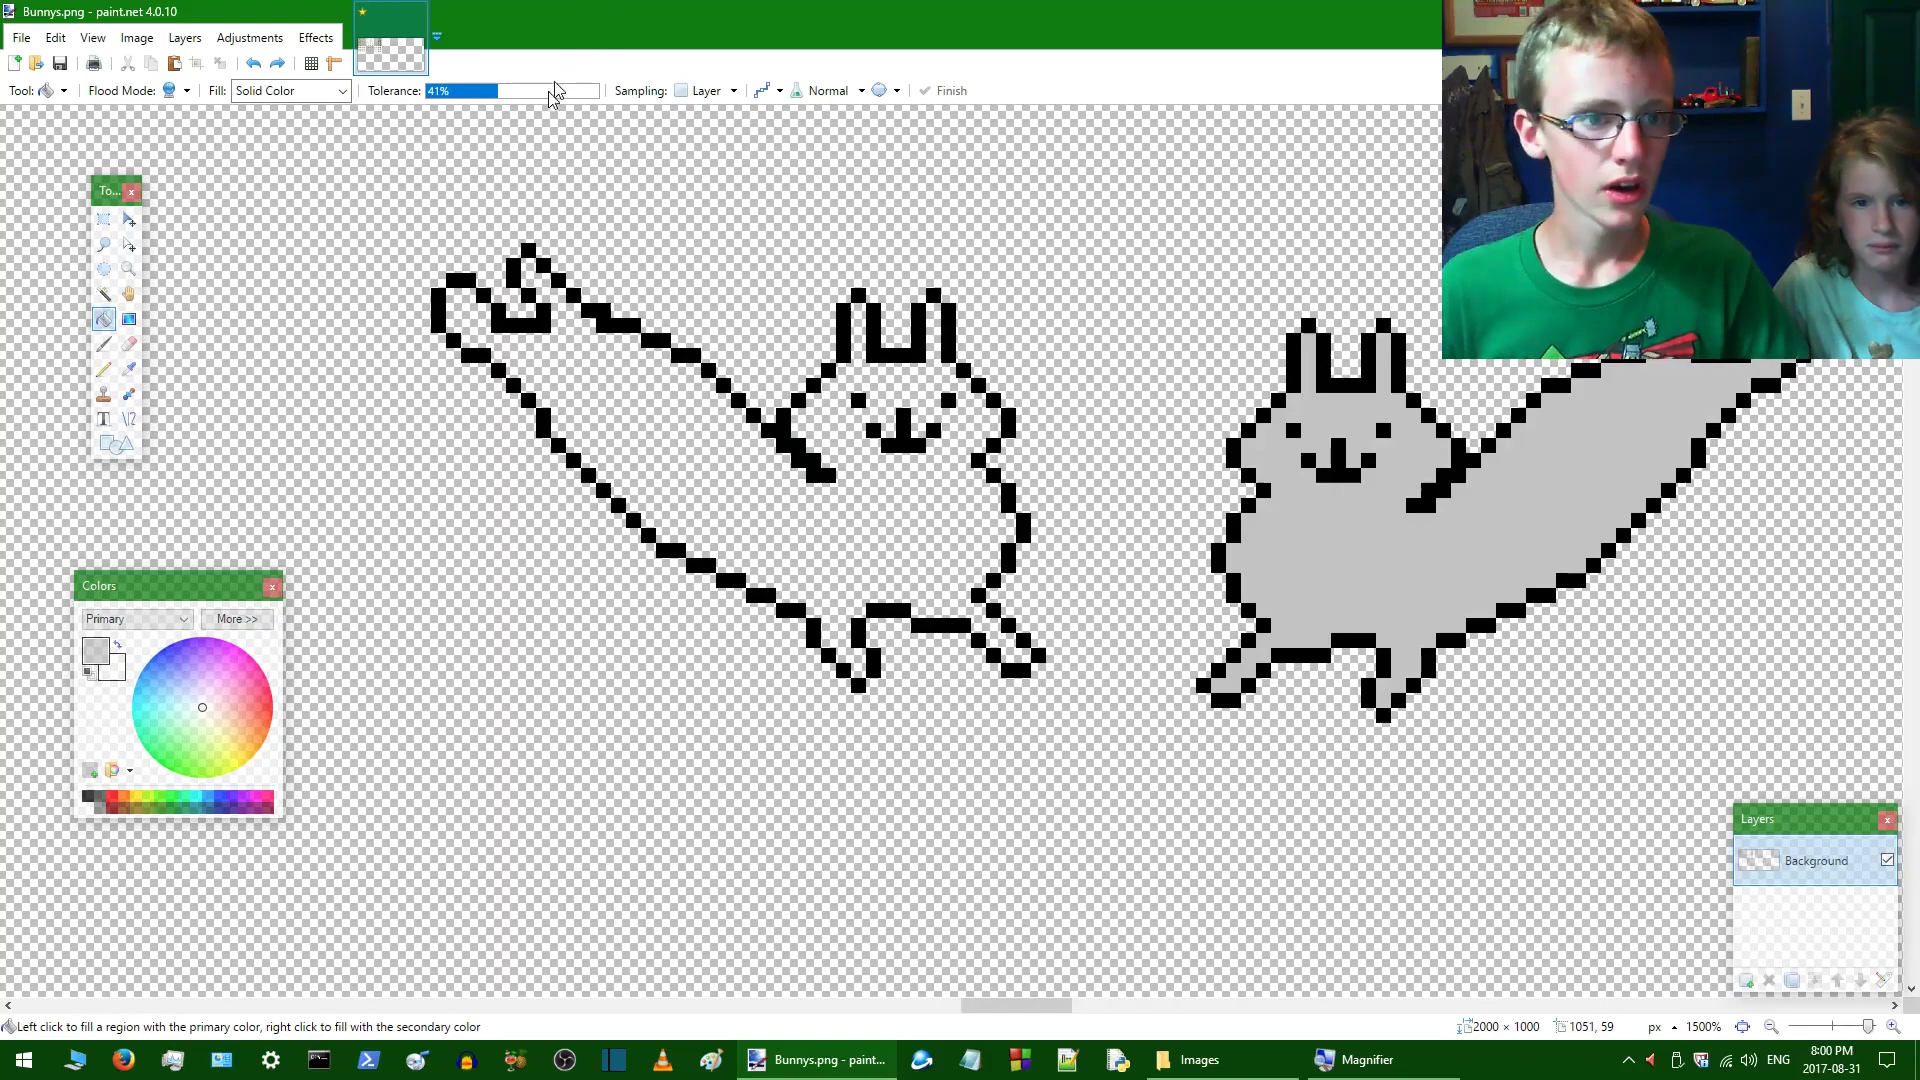 Bunnys.png - paint.net 4.0.10
File Edit View Image Layers Adjustments Effects
Tool: Flood Mode: Fill: Solid Color Tolerance: 41% Sampling: Layer Normal Finish
To...
Colors
Primary More >>
Layers
Background
Left click to fill a region with the primary color, right click to fill with the secondary color
2000 × 1000 1051, 59 px 1500%
Bunnys.png - paint... Images Magnifier ENG 8:00 PM
2017-08-31